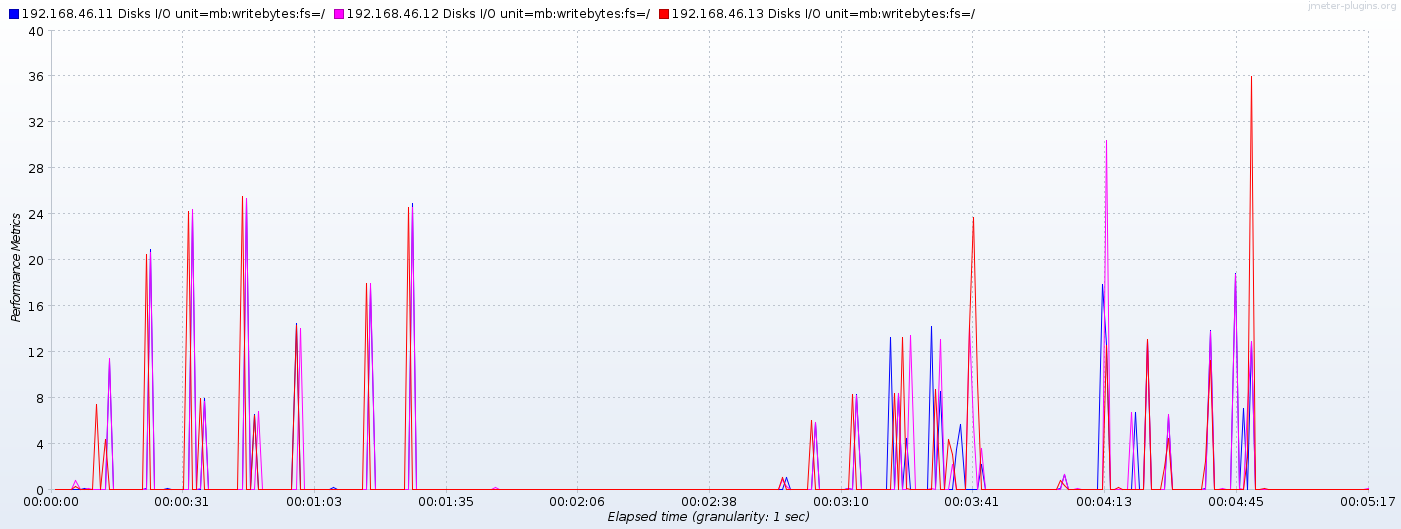 192.168.46.11 Disks I/O unit=mb:writebytes:fs=/ 192.168.46.12 Disks I/O unit=mb:writebytes:fs=/ 192.168.46.13 Disks I/O unit=mb:writebytes:fs=/
jmeter-plugins.org
40
36
32
28
24
20
16
12
8
4
0
Performance Metrics
00:00:00 00:00:31 00:01:03 00:01:35 00:02:06 00:02:38 00:03:10 00:03:41 00:04:13 00:04:45 00:05:17
Elapsed time (granularity: 1 sec)